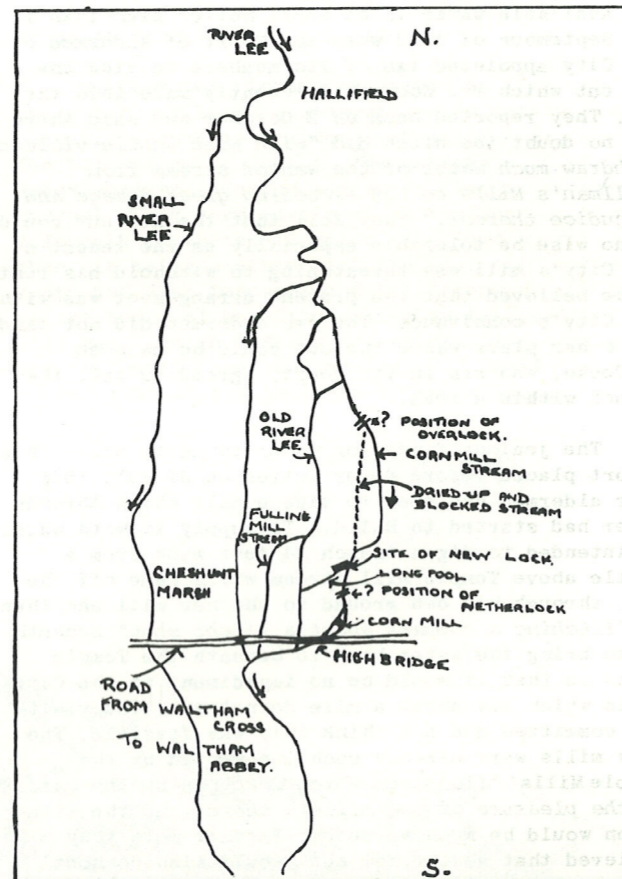 RIVER
LEE
N.
HALLIFIELD
SMALL
RIVER
LEE
OLD
RIVER
LEE
? POSITION OF
OVERLOCK.
CORNMILL
STREAM
DRIED-UP AND
BLOCKED STREAM
FULLING
MILL
STREAM
SITE OF NEW LOCK.
THE POOL
? POSITION OF
NETHERLOCK
CHESHUNT
MARSH
CORN MILL
HIGHBRIDGE
ROAD
FROM WALTHAM
CROSS
TO
WALTHAM
ABBEY.
S.